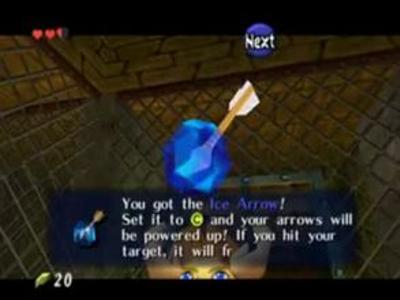 Next
You got the Ice Arrow!
Set it to C and your arrows will
be powered up! If you hit your
target, it will fr
20